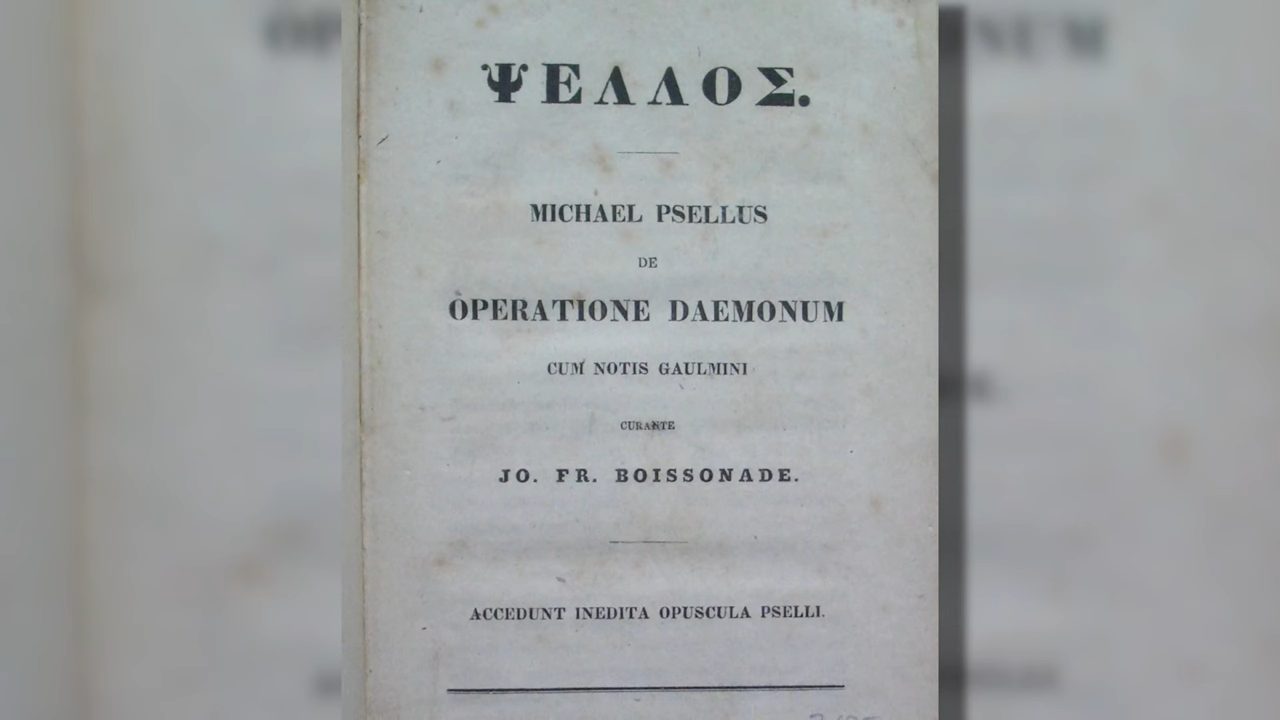 ΨΕΛΛΟΣ.
MICHAEL PSELLUS
DE
OPERATIONE DAEMONUM
CUM NOTIS GAULMINI
CURANTE
JO. FR. BOISSONADE.
ACCEDUNT INEDITA OPUSCULA PSELLI.